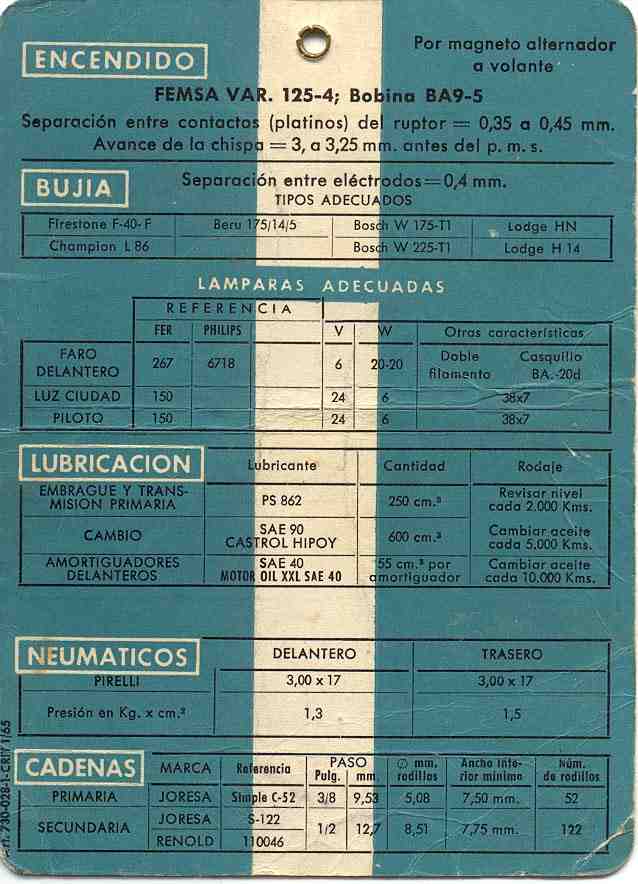 ENCENDIDO
Por magneto alternador
a volante
FEMSA VAR. 125-4; Bobina BA9-5
Separación entre contactos (platinos) del ruptor = 0,35 a 0,45 mm.
Avance de la chispa = 3, a 3,25 mm. antes del p. m. s.
BUJIA
Separación entre eléctrodos = 0,4 mm.
TIPOS ADECUADOS
Firestone F-40-F Beru 175/14/5 Bosch W 175-T1 Lodge HN
Champion L 86 Bosch W 225-T1 Lodge H 14
LAMPARAS ADECUADAS
REFERENCIA
FER PHILIPS V W Otras características
FARO DELANTERO 267 6718 6 20-20 Doble filamento Casquillo BA.-20d
LUZ CIUDAD 150 24 6 38x7
PILOTO 150 24 6 38x7
LUBRICACION Lubricante Cantidad Rodaje
EMBRAGUE Y TRANS-
MISION PRIMARIA PS 862 250 cm.³ Revisar nivel
cada 2.000 Kms.
CAMBIO SAE 90
CASTROL HIPOY 600 cm.³ Cambiar aceite
cada 5.000 Kms.
AMORTIGUADORES
DELANTEROS SAE 40
MOTOR OIL XXL SAE 40 55 cm.³ por
amortiguador Cambiar aceite
cada 10.000 Kms.
NEUMATICOS DELANTERO TRASERO
PIRELLI 3,00 x 17 3,00 x 17
Presión en Kg. x cm.² 1,3 1,5
CADENAS MARCA Referencia PASO Pulg. mm. ∅ mm. rodillos Ancho inte-
rior mínimo Núm.
de rodillos
PRIMARIA JORESA Simple C-52 3/8 9,53 5,08 7,50 mm. 52
SECUNDARIA JORESA S-122 1/2 12,7 8,51 7,75 mm. 122
RENOLD 110046
730-028-1-CRIV 1/65